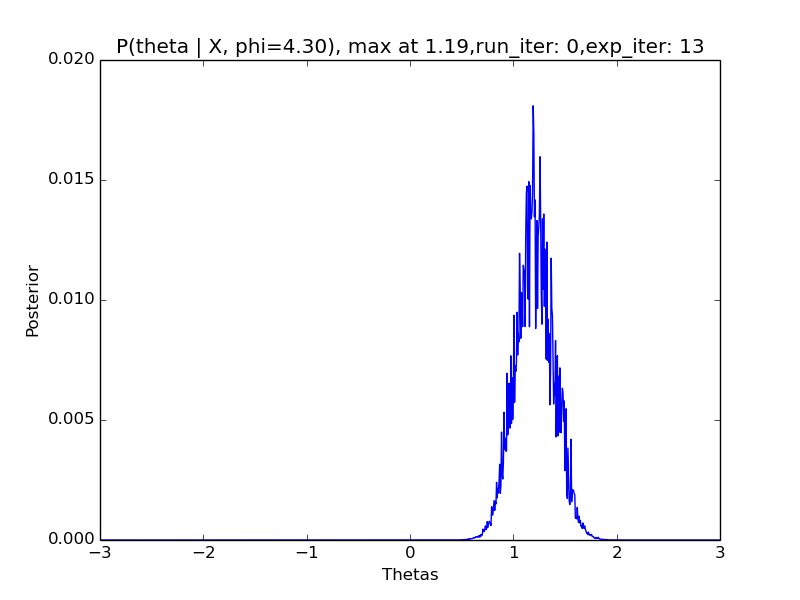 P(theta | X, phi=4.30), max at 1.19,run_iter: 0,exp_iter: 13
0.020
0.015
0.010
0.005
0.000
Posterior
−3 −2 −1 0 1 2 3
Thetas